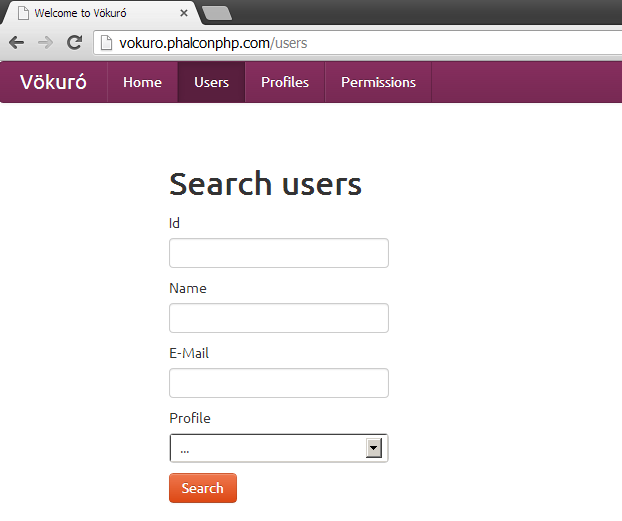 Welcome to Vökuró
vokuro.phalconphp.com/users
Vökuró Home Users Profiles Permissions
Search users
Id
Name
E-Mail
Profile
...
Search